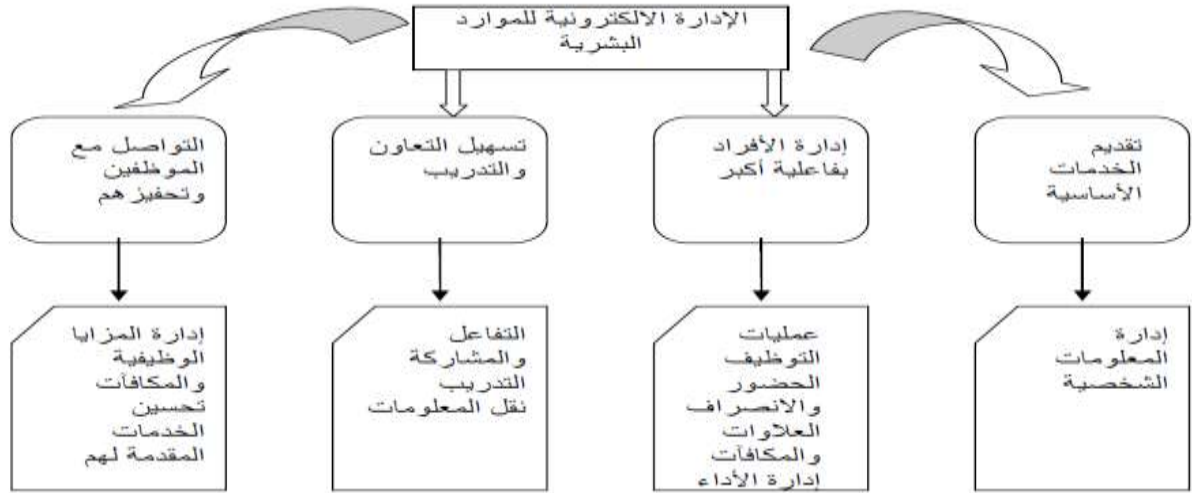 الإدارة الالكترونية للموارد
البشرية
تقديم
الخدمات
الأساسية
إدارة الأفراد
بفاعلية أكبر
تسهيل التعاون
والتدريب
التواصل مع
الموظفين
وتحفيزهم
إدارة
المعلومات
الشخصية
عمليات
التوظيف
الحضور
والانصراف
العلاوات
والمكافآت
إدارة الأداء
التفاعل
والمشاركة
التدريب
نقل المعلومات
إدارة المزايا
الوظيفية
والمكافآت
تحسين
الخدمات
المقدمة لهم